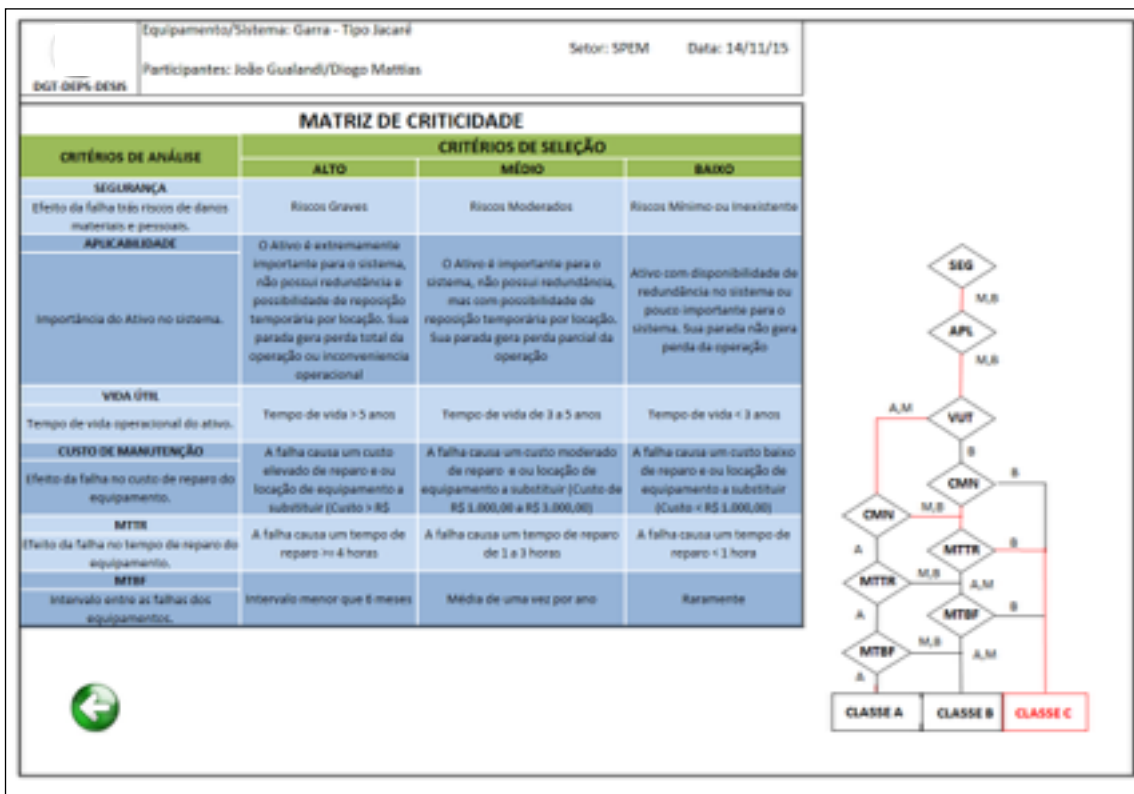 Equipamento/Sistema: Garra - Tipo Jacaré
Setor: SPEM Data: 14/11/15
Participantes: João Gualandi/Diogo Mattias
DGT-DEPS-DESIS
MATRIZ DE CRITICIDADE
CRITÉRIOS DE ANÁLISE
CRITÉRIOS DE SELEÇÃO
ALTO MÉDIO BAIXO
SEGURANÇA
Efeito da falha trás riscos de danos
materiais e pessoais.
Riscos Graves
Riscos Moderados
Riscos Mínimo ou Inexistente
APLICABILIDADE
Importância do Ativo no sistema.
O Ativo é extremamente
importante para o sistema,
não possui redundância e
possibilidade de reposição
temporária por locação. Sua
parada gera perda total da
operação ou inconveniencia
operacional
O Ativo é importante para o
sistema, não possui redundância,
mas com possibilidade de
reposição temporária por locação.
Sua parada gera perda parcial da
operação
Ativo com disponibilidade de
redundância no sistema ou
pouco importante para o
sistema. Sua parada não gera
perda da operação
VIDA ÚTIL
Tempo de vida operacional do ativo.
Tempo de vida > 5 anos
Tempo de vida de 3 a 5 anos
Tempo de vida < 3 anos
CUSTO DE MANUTENÇÃO
Efeito da falha no custo de reparo do
equipamento.
A falha causa um custo
elevado de reparo e ou
locação de equipamento a
substituir (Custo > R$
A falha causa um custo moderado
de reparo e ou locação de
equipamento a substituir (Custo de
R$ 1.000,00 a R$ 3.000,00)
A falha causa um custo baixo
de reparo e ou locação de
equipamento a substituir
(Custo < R$ 1.000,00)
MTTR
Efeito da falha no tempo de reparo do
equipamento.
A falha causa um tempo de
reparo >= 4 horas
A falha causa um tempo de reparo
de 1 a 3 horas
A falha causa um tempo de
reparo < 1 hora
MTBF
Intervalo entre as falhas dos
equipamentos.
Intervalo menor que 6 meses
Média de uma vez por ano
Raramente
SEG
M,B
APL
M,B
A,M
VUT
B
CMN
B
CMN
M,B
A
MTTR
B
MTTR
M,B
A,M
A
MTBF
B
MTBF
M,B
A,M
A
CLASSE A
CLASSE B
CLASSE C